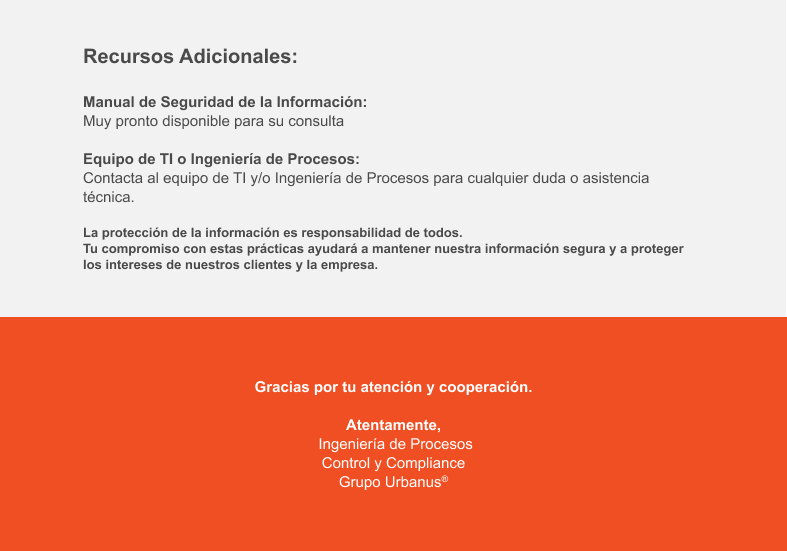 Recursos Adicionales:
Manual de Seguridad de la Información:
Muy pronto disponible para su consulta
Equipo de TI o Ingeniería de Procesos:
Contacta al equipo de TI y/o Ingeniería de Procesos para cualquier duda o asistencia
técnica.
La protección de la información es responsabilidad de todos.
Tu compromiso con estas prácticas ayudará a mantener nuestra información segura y a proteger
los intereses de nuestros clientes y la empresa.
Gracias por tu atención y cooperación.
Atentamente,
Ingeniería de Procesos
Control y Compliance
Grupo Urbanus®